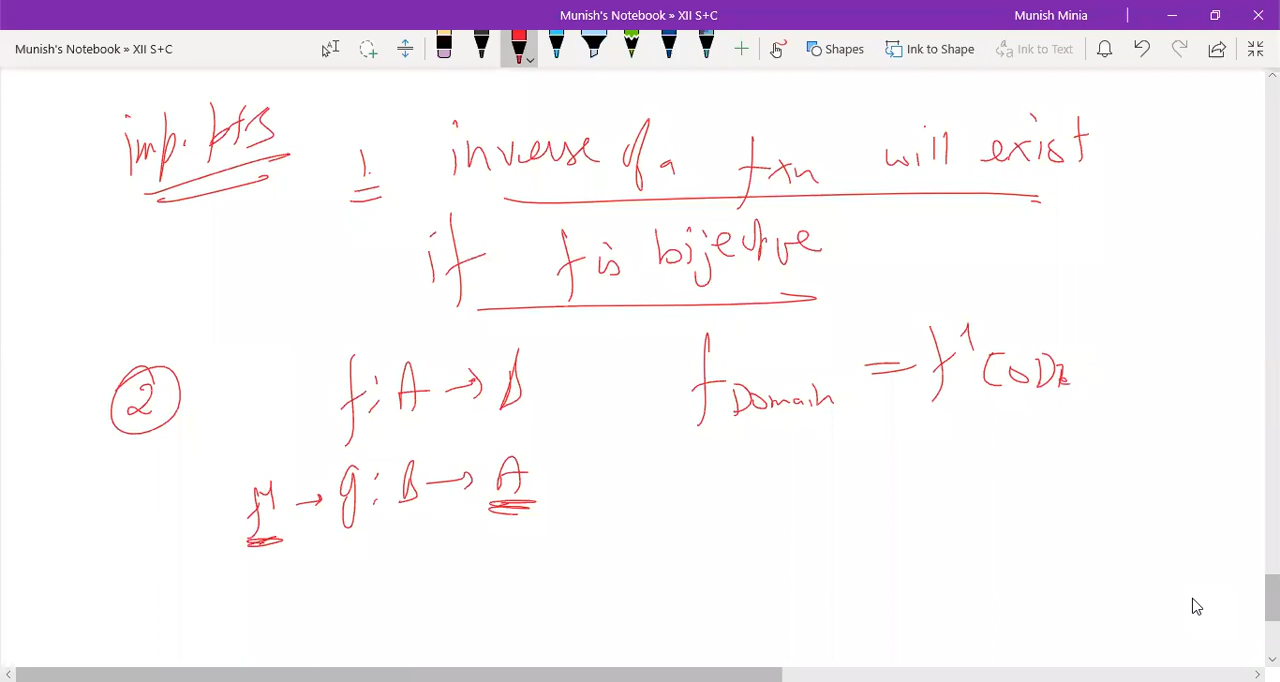 Munish's Notebook » XII S+C
Munish Minia
Munish's Notebook » XII S+C
Shapes
Ink to Shape
Ink to Text
imp. pts
1. inverse of a fxn will exist
if f is bijective
2 f: A → B f Domain = f⁻¹ CoDo
f⁻¹ → g: B → A